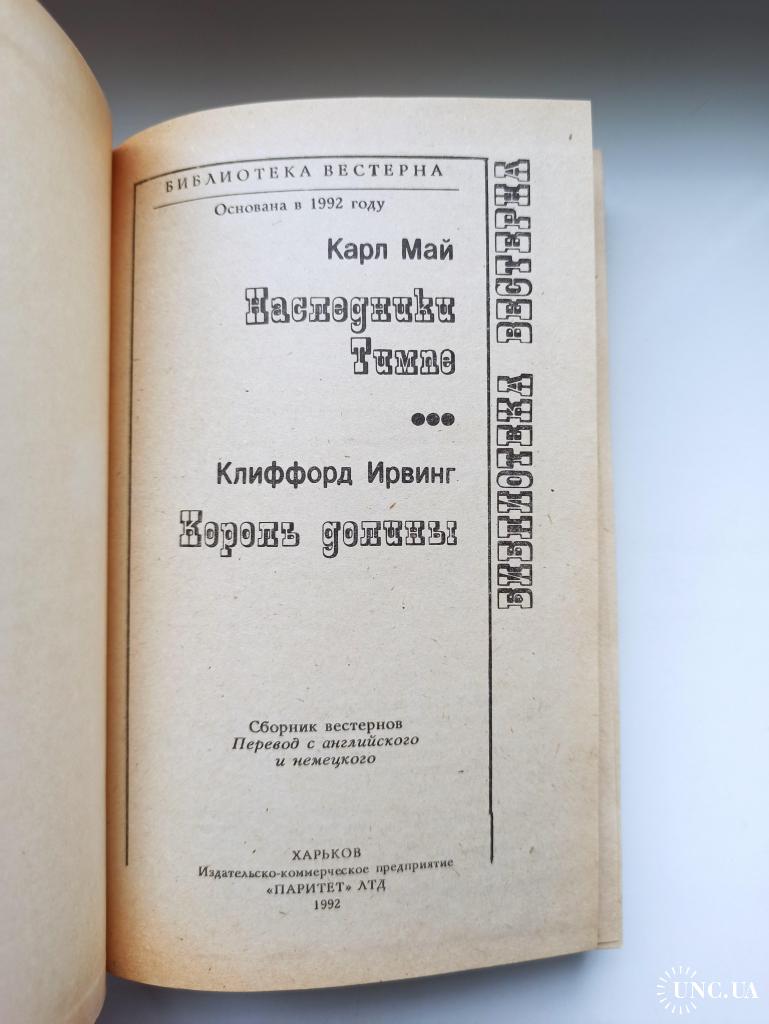 БИБЛИОТЕКА ВЕСТЕРНА
Основана в 1992 году
Карл Май
Наследники
Тимпе
•••
Клиффорд Ирвинг
Король долины
Сборник вестернов
Перевод с английского
и немецкого
ХАРЬКОВ
Издательско-коммерческое предприятие
«ПАРИТЕТ» ЛТД
1992
БИБЛИОТЕКА ВЕСТЕРНА
UNC.UA